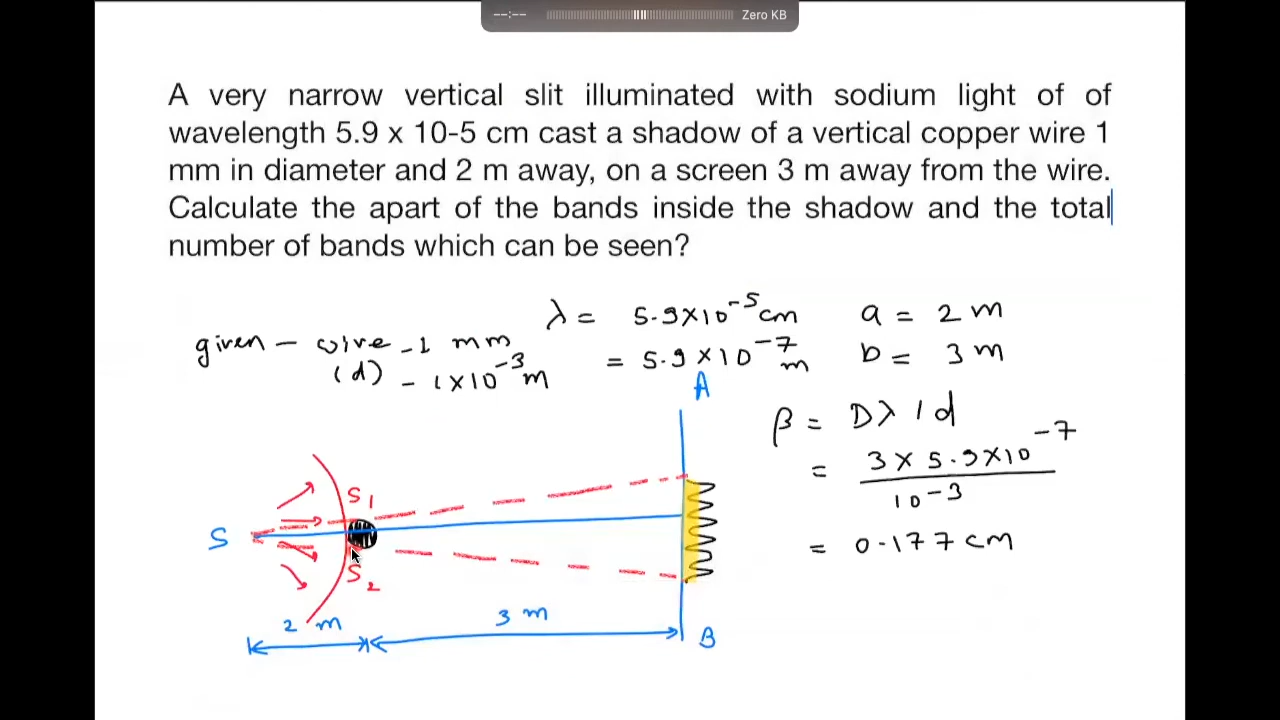 --:-- Zero KB
A very narrow vertical slit illuminated with sodium light of of
wavelength 5.9 x 10-5 cm cast a shadow of a vertical copper wire 1
mm in diameter and 2 m away, on a screen 3 m away from the wire.
Calculate the apart of the bands inside the shadow and the total
number of bands which can be seen?
given - wire - 1 mm
(d) - 1×10⁻³ m
λ = 5.9×10⁻⁵ cm
= 5.9×10⁻⁷ m
a = 2 m
b = 3 m
β = Dλ / d
= 3 × 5.9×10⁻⁷
10⁻³
= 0.177 cm
A
S₁
S
S₂
2 m
3 m
B